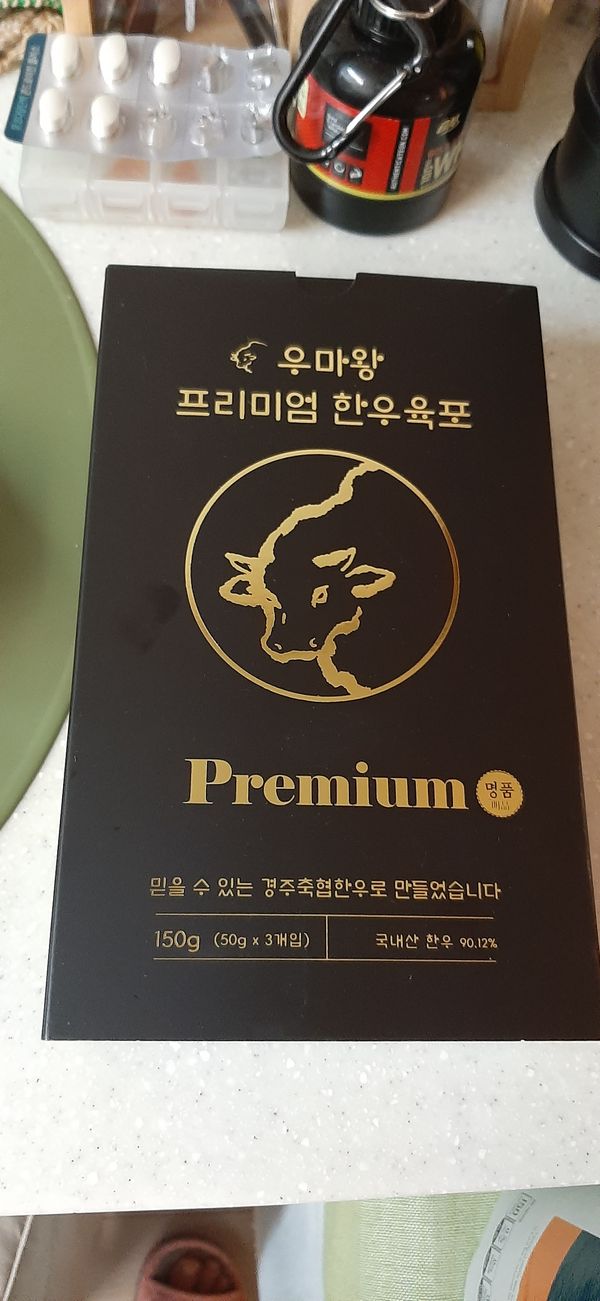 우마왕
프리미엄 한우육포
Premium
명품
믿을 수 있는 경주축협한우로 만들었습니다
150g (50g x 3개입)
국내산 한우 90.12%
AUTHENTICITYOSN.COM